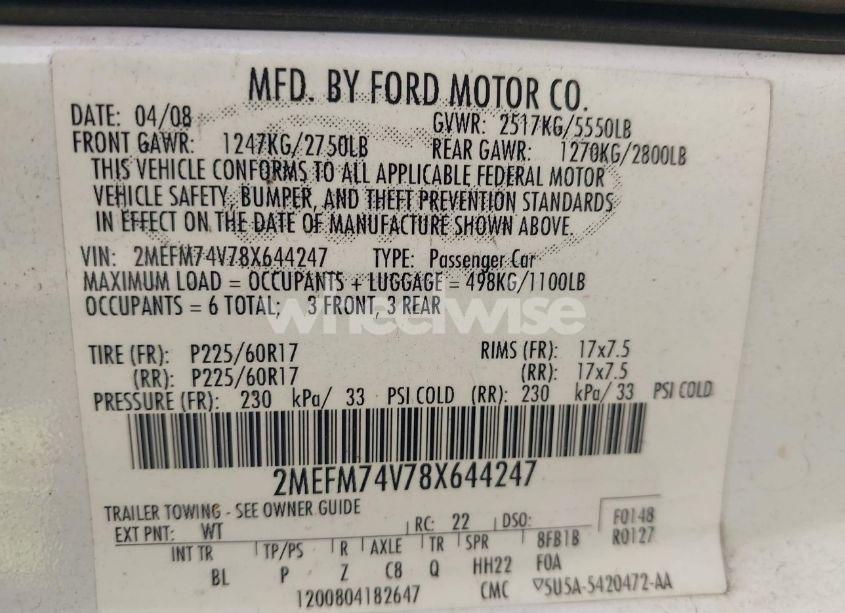 MFD. BY FORD MOTOR CO.
DATE: 04/08 GVWR: 2517KG/5550LB
FRONT GAWR: 1247KG/2750LB REAR GAWR: 1270KG/2800LB
THIS VEHICLE CONFORMS TO ALL APPLICABLE FEDERAL MOTOR
VEHICLE SAFETY, BUMPER, AND THEFT PREVENTION STANDARDS
IN EFFECT ON THE DATE OF MANUFACTURE SHOWN ABOVE.
VIN: 2MEFM74V78X644247 TYPE: Passenger Car
MAXIMUM LOAD = OCCUPANTS + LUGGAGE = 498KG/1100LB
OCCUPANTS = 6 TOTAL; 3 FRONT, 3 REAR
wheelwise
TIRE (FR): P225/60R17 RIMS (FR): 17x7.5
(RR): P225/60R17 (RR): 17x7.5
PRESSURE (FR): 230 kPa/ 33 PSI COLD (RR): 230 kPa/ 33 PSI COLD
2MEFM74V78X644247
TRAILER TOWING - SEE OWNER GUIDE
EXT PNT: WT RC: 22 DSO: F0148
R0127
INT TR TP/PS R AXLE TR SPR 8FB1B
BL P Z C8 Q HH22 F0A
1200804182647 CMC ▽5U5A-5420472-AA